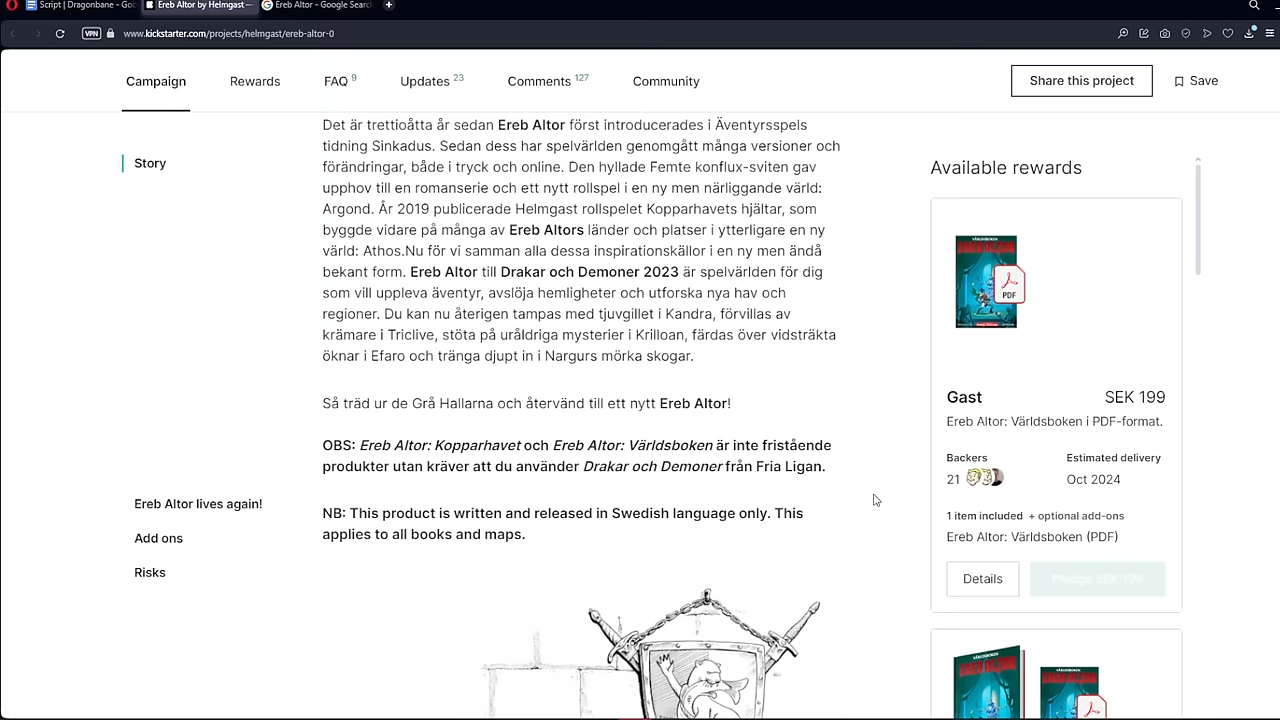 Script | Dragonbane - Goo
Ereb Altor by Helmgast —
Ereb Altor - Google Searc
VPN
www.kickstarter.com/projects/helmgast/ereb-altor-0
Campaign
Rewards
FAQ 9
Updates 23
Comments 127
Community
Share this project
Save
Story
Ereb Altor lives again!
Add ons
Risks
Det är trettioåtta år sedan Ereb Altor först introducerades i Äventyrsspels
tidning Sinkadus. Sedan dess har spelvärlden genomgått många versioner och
förändringar, både i tryck och online. Den hyllade Femte konflux-sviten gav
upphov till en romanserie och ett nytt rollspel i en ny men närliggande värld:
Argond. År 2019 publicerade Helmgast rollspelet Kopparhavets hjältar, som
byggde vidare på många av Ereb Altors länder och platser i ytterligare en ny
värld: Athos.Nu för vi samman alla dessa inspirationskällor i en ny men ändå
bekant form. Ereb Altor till Drakar och Demoner 2023 är spelvärlden för dig
som vill uppleva äventyr, avslöja hemligheter och utforska nya hav och
regioner. Du kan nu återigen tampas med tjuvgillet i Kandra, förvillas av
krämare i Triclive, stöta på uråldriga mysterier i Krilloan, färdas över vidsträkta
öknar i Efaro och tränga djupt in i Nargurs mörka skogar.
Så träd ur de Grå Hallarna och återvänd till ett nytt Ereb Altor!
OBS: Ereb Altor: Kopparhavet och Ereb Altor: Världsboken är inte fristående
produkter utan kräver att du använder Drakar och Demoner från Fria Ligan.
NB: This product is written and released in Swedish language only. This
applies to all books and maps.
Available rewards
VÄRLDSBOKEN
PDF
Gast
SEK 199
Ereb Altor: Världsboken i PDF-format.
Backers
Estimated delivery
21
Oct 2024
1 item included + optional add-ons
Ereb Altor: Världsboken (PDF)
Details
Pledge SEK 199
VÄRLDSBOKEN
VÄRLDSBOKEN